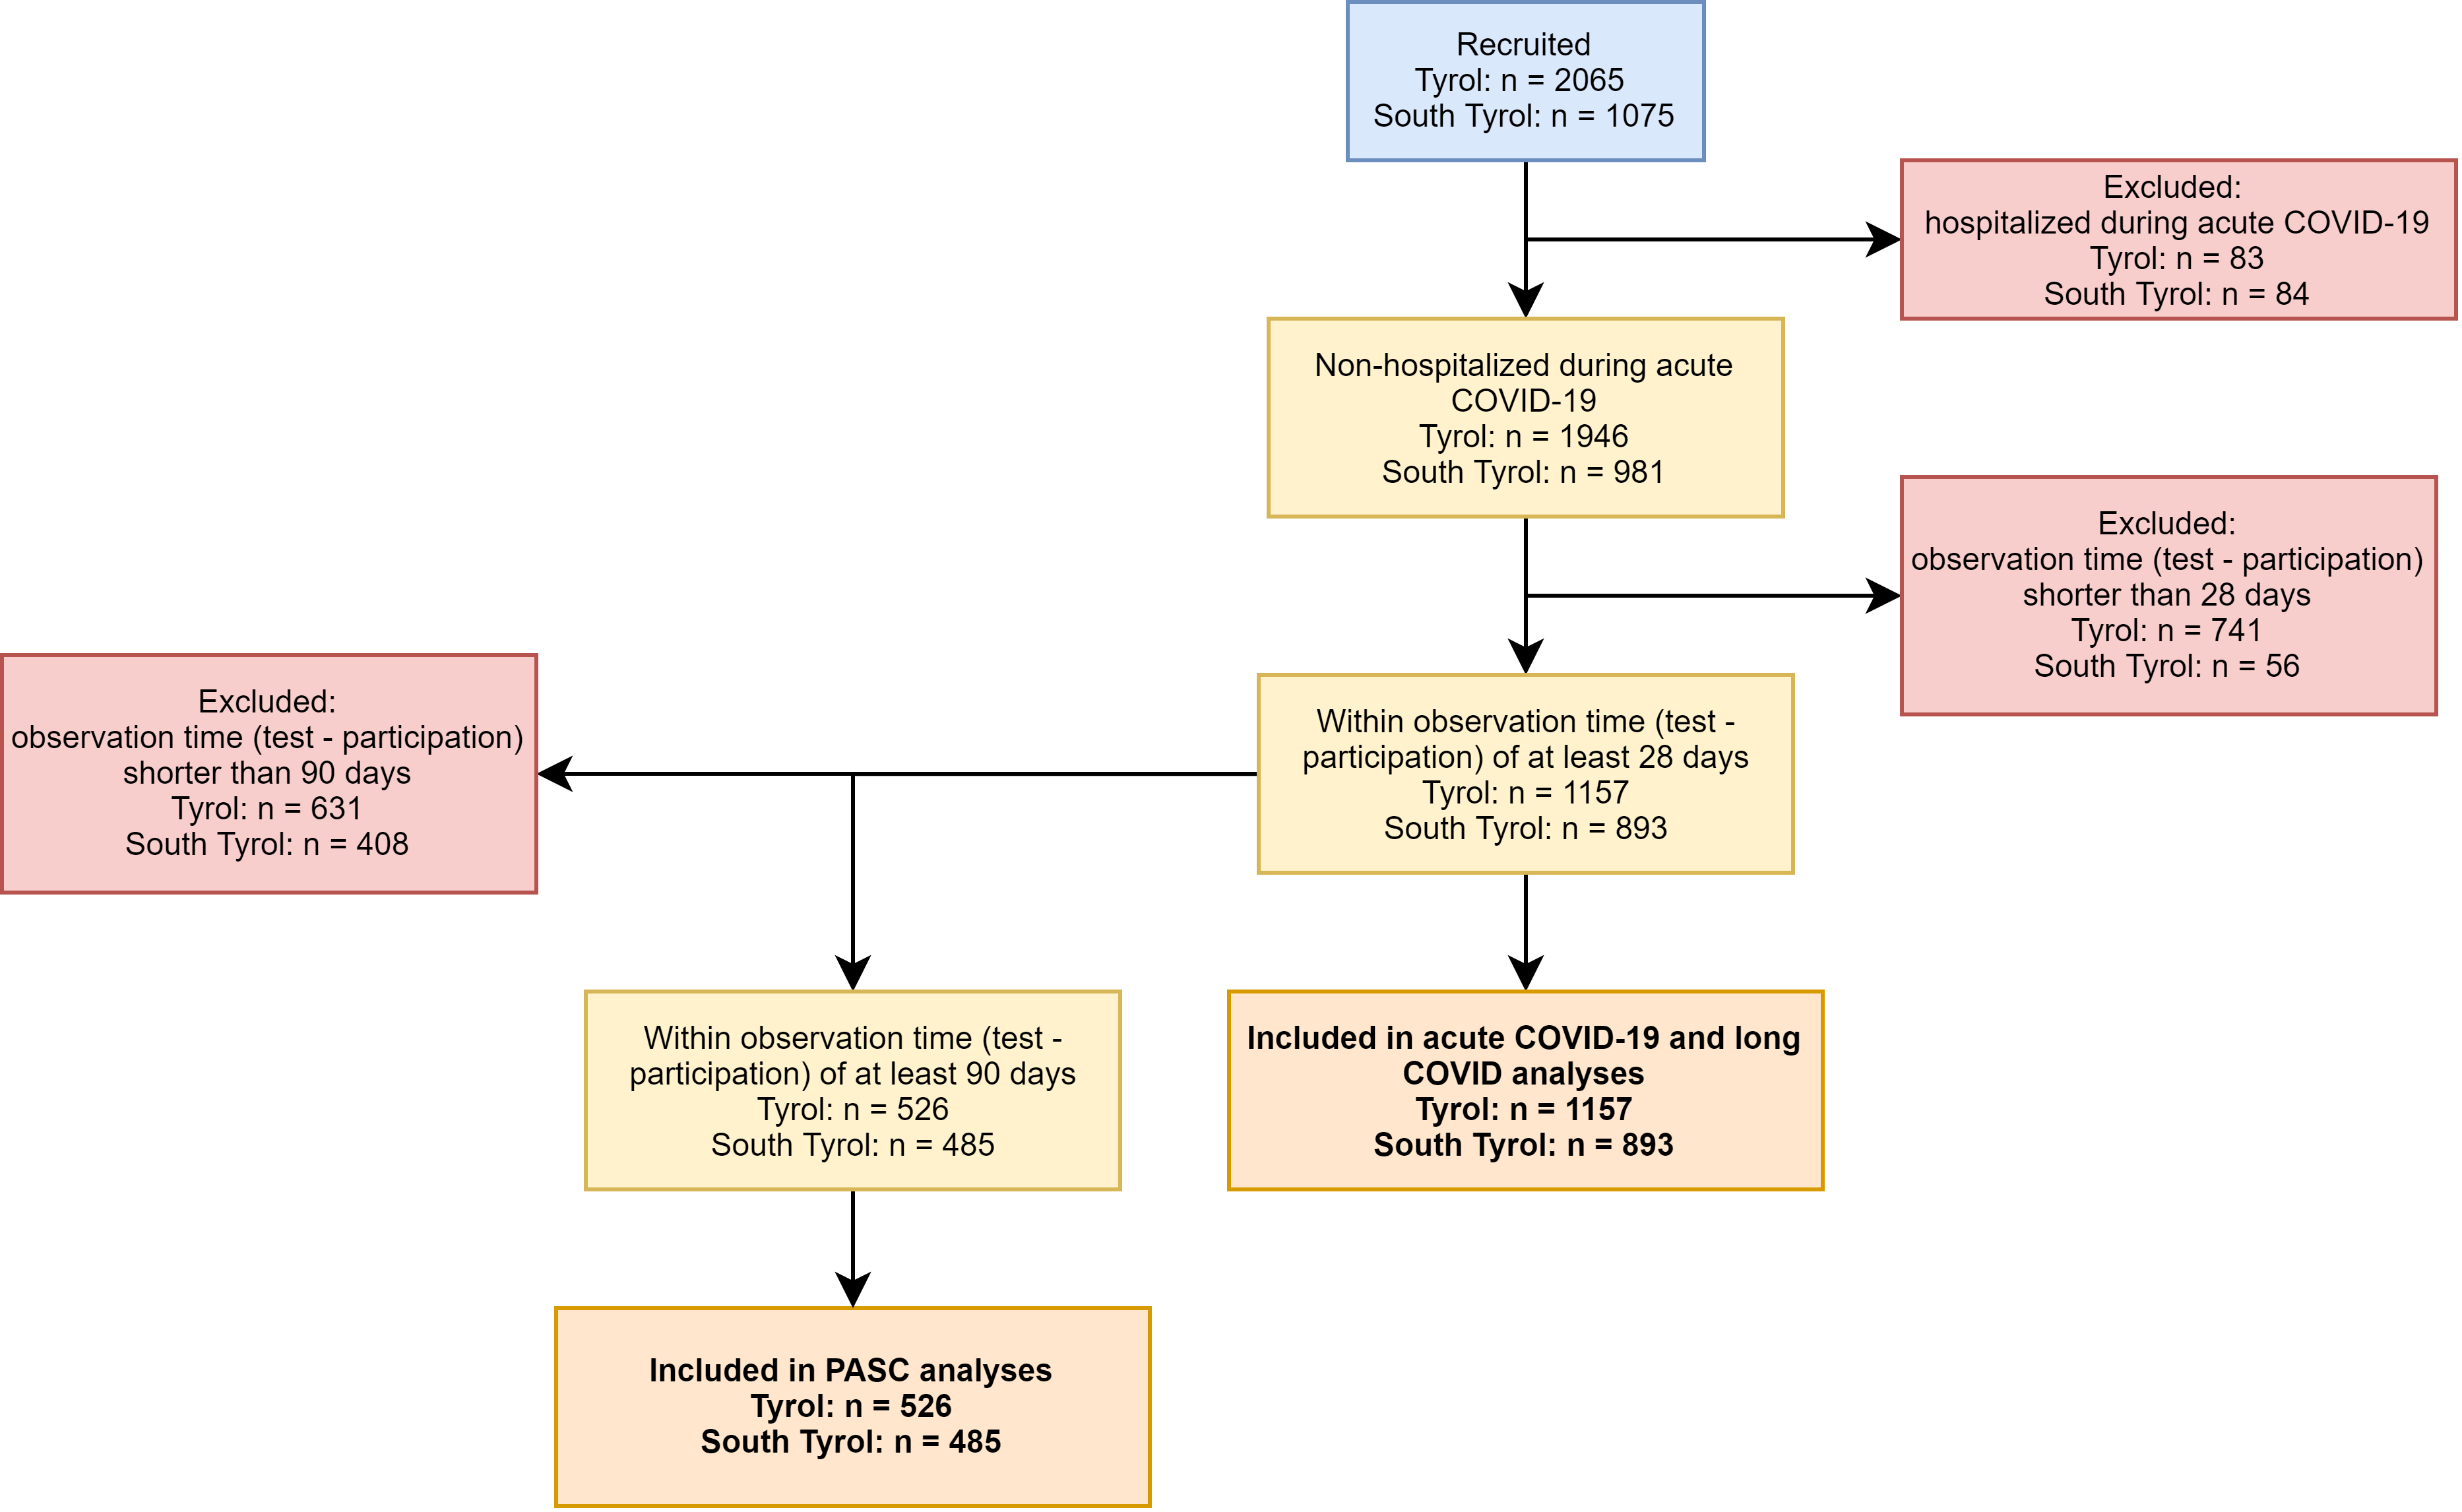 Recruited
Tyrol: n = 2065
South Tyrol: n = 1075
Excluded:
hospitalized during acute COVID-19
Tyrol: n = 83
South Tyrol: n = 84
Non-hospitalized during acute
COVID-19
Tyrol: n = 1946
South Tyrol: n = 981
Excluded:
observation time (test - participation)
shorter than 28 days
Tyrol: n = 741
South Tyrol: n = 56
Within observation time (test -
participation) of at least 28 days
Tyrol: n = 1157
South Tyrol: n = 893
Excluded:
observation time (test - participation)
shorter than 90 days
Tyrol: n = 631
South Tyrol: n = 408
Within observation time (test -
participation) of at least 90 days
Tyrol: n = 526
South Tyrol: n = 485
Included in acute COVID-19 and long
COVID analyses
Tyrol: n = 1157
South Tyrol: n = 893
Included in PASC analyses
Tyrol: n = 526
South Tyrol: n = 485